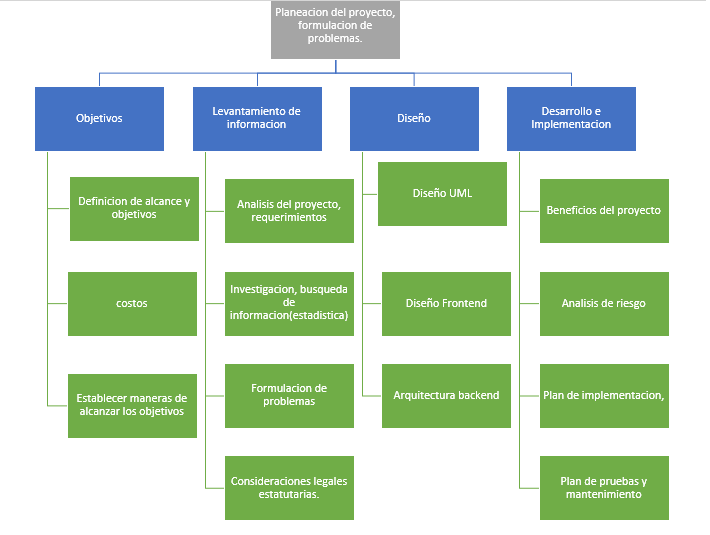 Planeacion del proyecto,
formulacion de
problemas.
Objetivos
Levantamiento de
informacion
Diseño
Desarrollo e
Implementacion
Definicion de alcance y
objetivos
costos
Establecer maneras de
alcanzar los objetivos
Analisis del proyecto,
requerimientos
Investigacion, busqueda
de
informacion(estadistica)
Formulacion de
problemas
Consideraciones legales
estatutarias.
Diseño UML
Diseño Frontend
Arquitectura backend
Beneficios del proyecto
Analisis de riesgo
Plan de implementacion,
Plan de pruebas y
mantenimiento